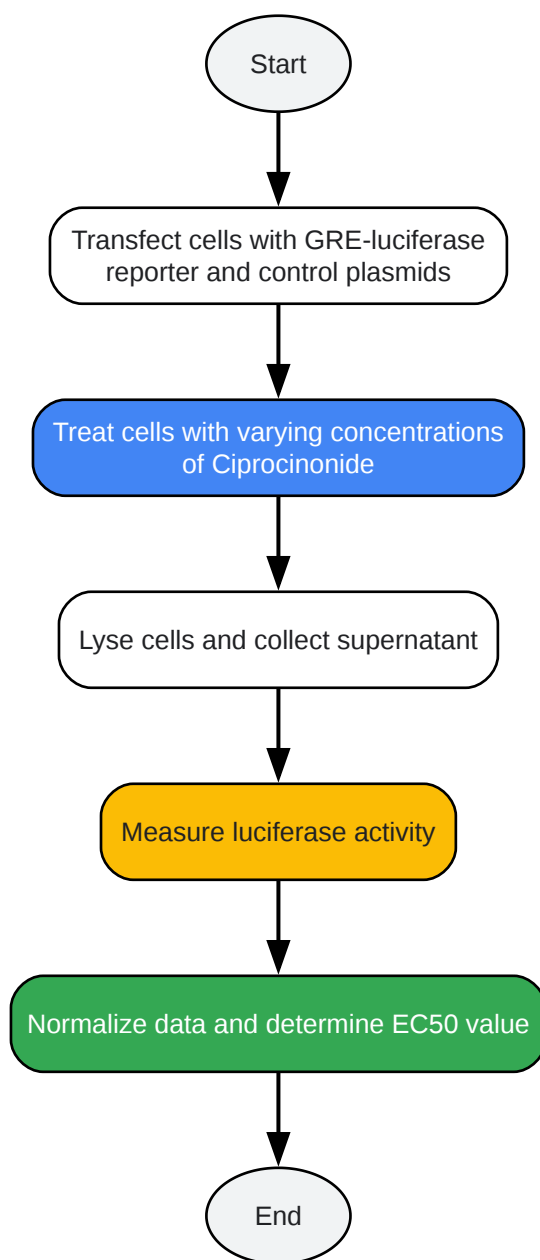 Start
Transfect cells with GRE-luciferase
reporter and control plasmids
Treat cells with varying concentrations
of Ciprocinonide
Lyse cells and collect supernatant
Measure luciferase activity
Normalize data and determine EC50 value
End